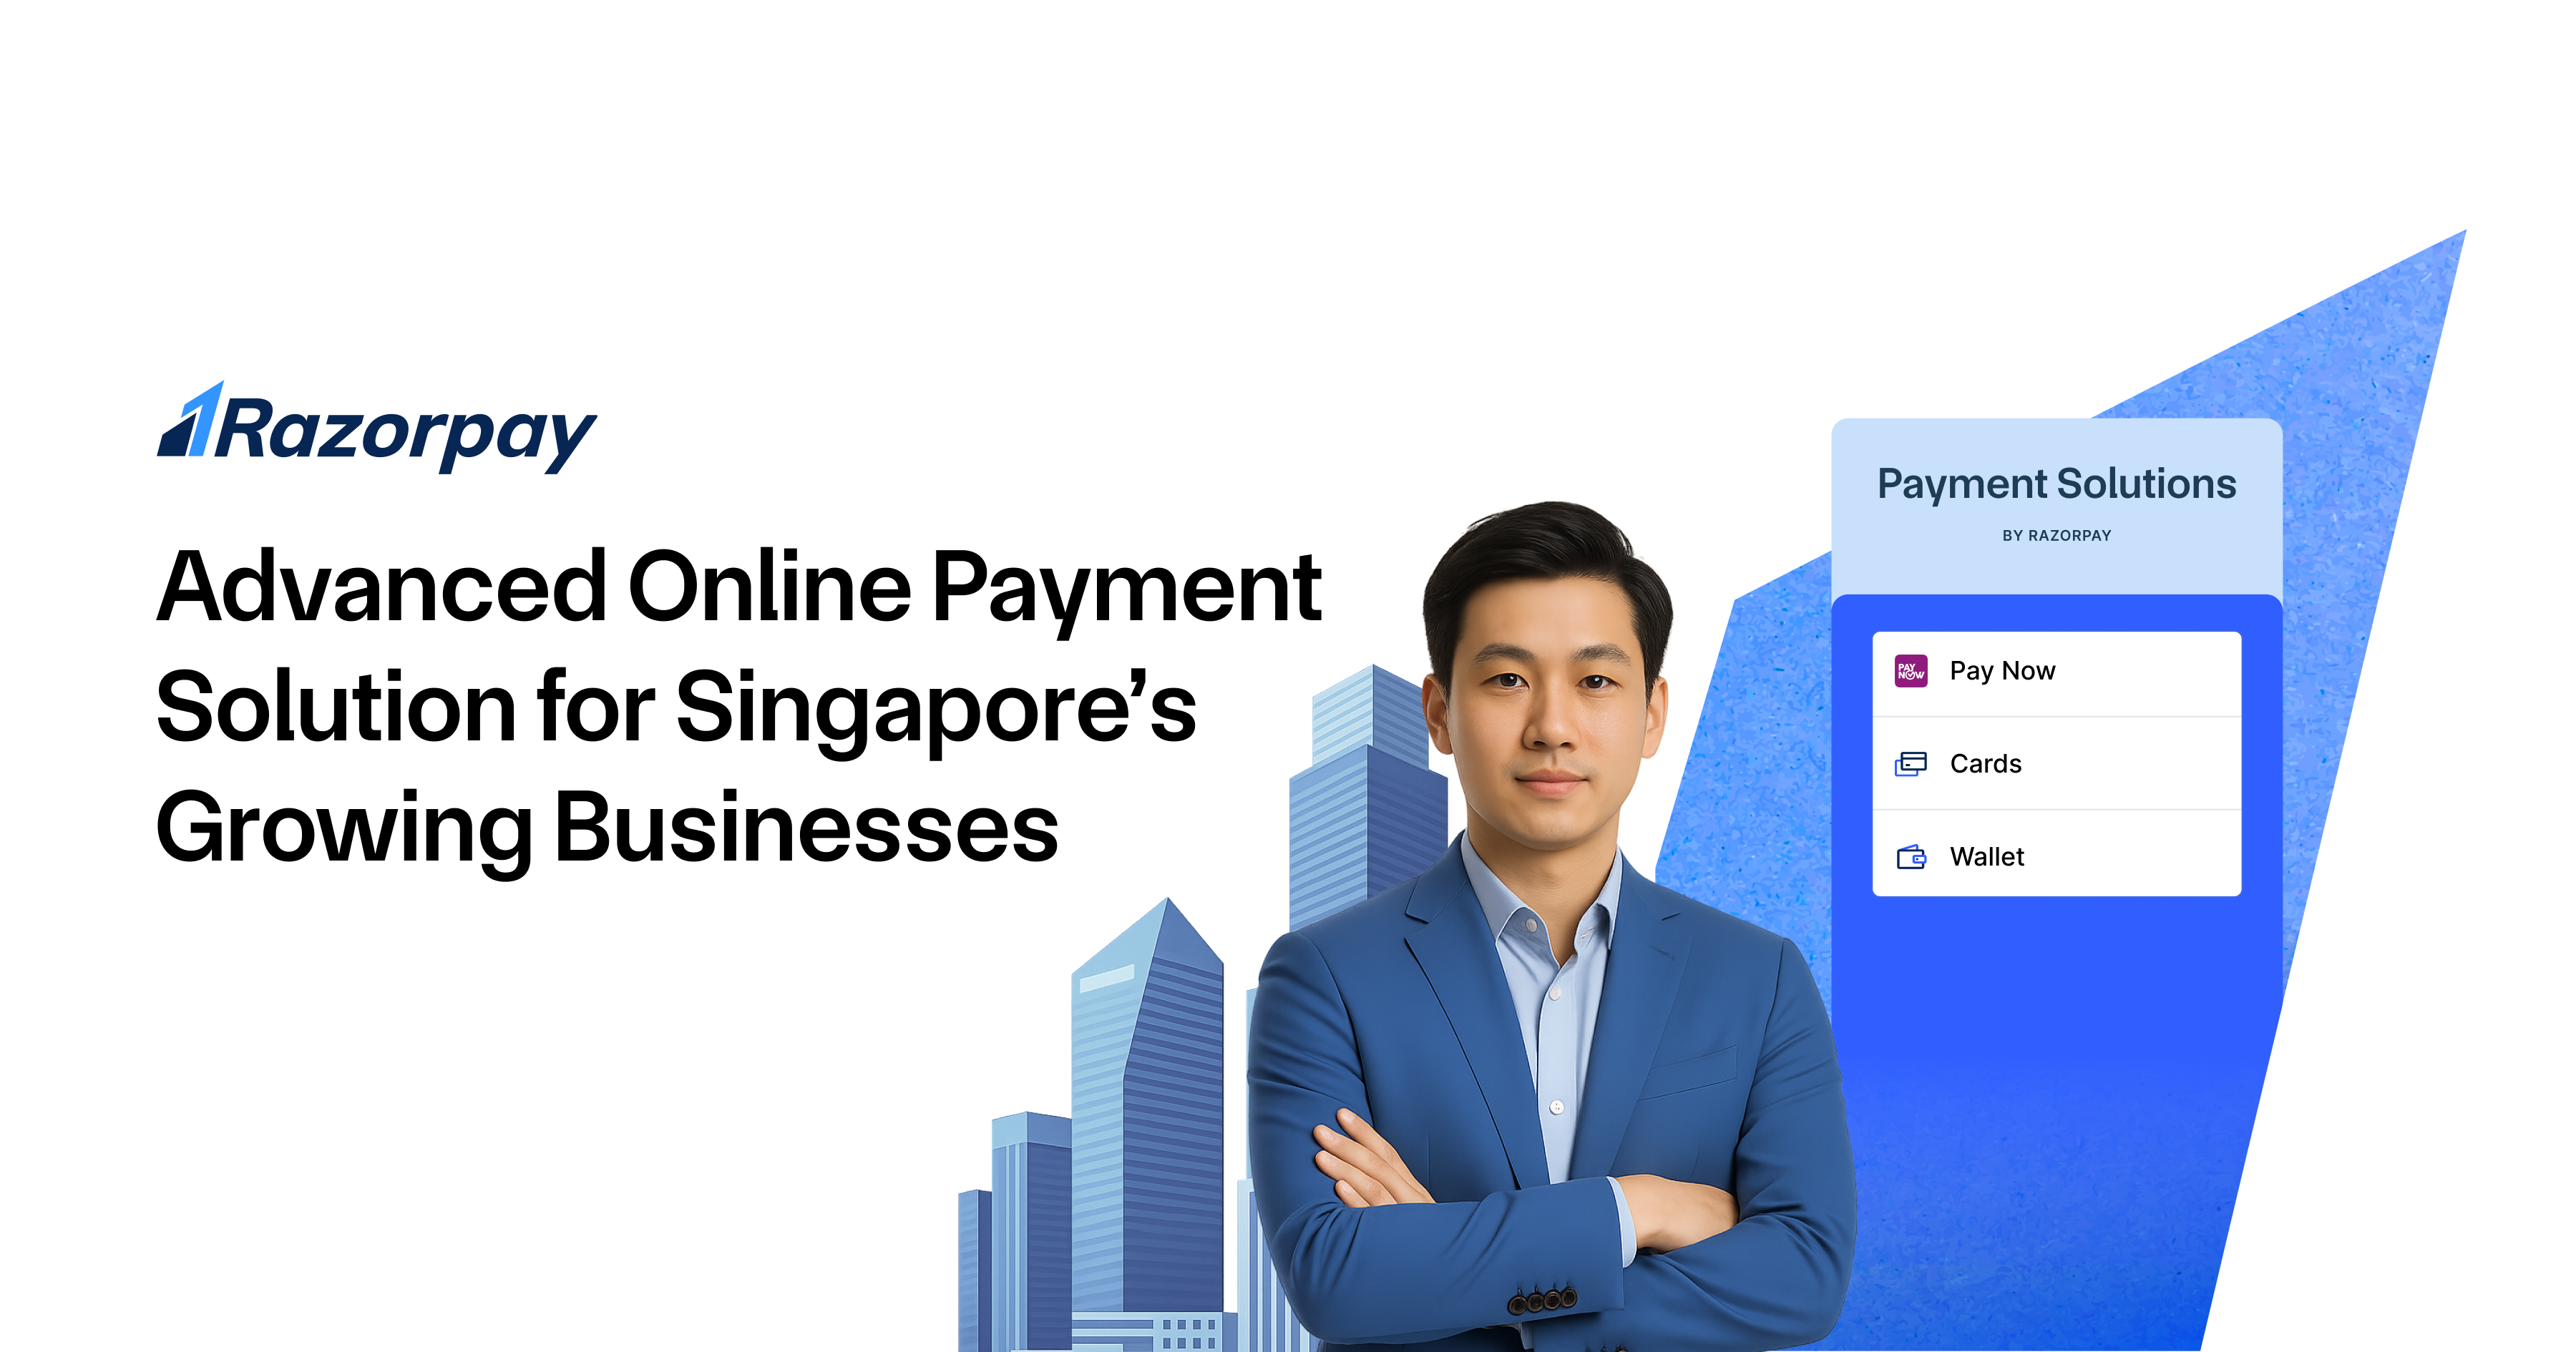 Razorpay
Advanced Online Payment
Solution for Singapore’s
Growing Businesses
Payment Solutions
BY RAZORPAY
PAY
NOW
Pay Now
Cards
Wallet